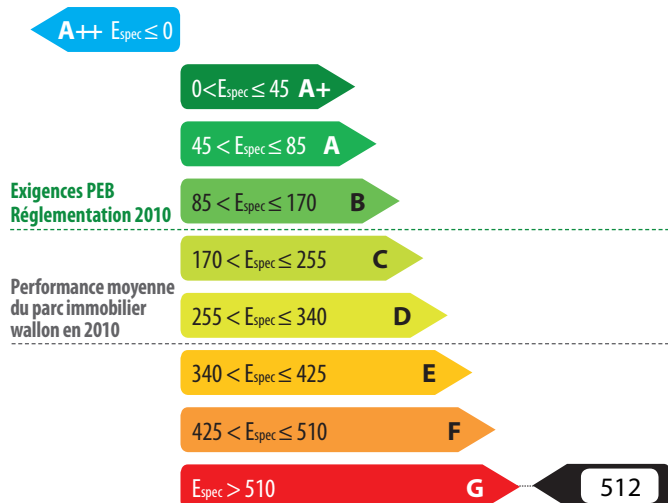 A++ Espec ≤ 0
0<Espec ≤ 45 A+
45 < Espec ≤ 85 A
Exigences PEB
Réglementation 2010
85 < Espec ≤ 170 B
170 < Espec ≤ 255 C
Performance moyenne
du parc immobilier
wallon en 2010
255 < Espec ≤ 340 D
340 < Espec ≤ 425 E
425 < Espec ≤ 510 F
Espec > 510 G 512